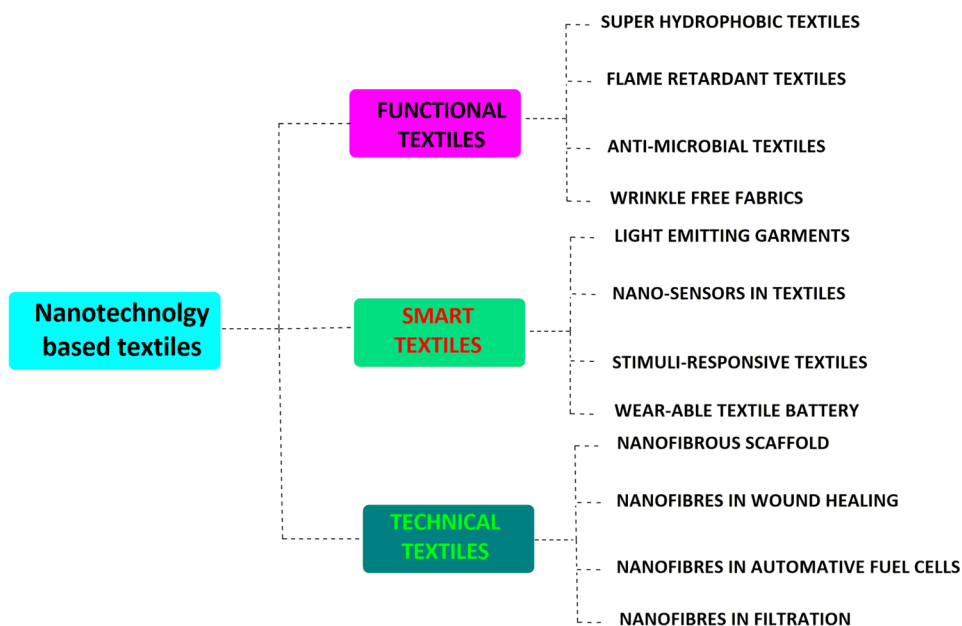 Nanotechnolgy
based textiles
FUNCTIONAL
TEXTILES
SUPER HYDROPHOBIC TEXTILES
FLAME RETARDANT TEXTILES
ANTI-MICROBIAL TEXTILES
WRINKLE FREE FABRICS
SMART
TEXTILES
LIGHT EMITTING GARMENTS
NANO-SENSORS IN TEXTILES
STIMULI-RESPONSIVE TEXTILES
WEAR-ABLE TEXTILE BATTERY
TECHNICAL
TEXTILES
NANOFIBROUS SCAFFOLD
NANOFIBRES IN WOUND HEALING
NANOFIBRES IN AUTOMATIVE FUEL CELLS
NANOFIBRES IN FILTRATION